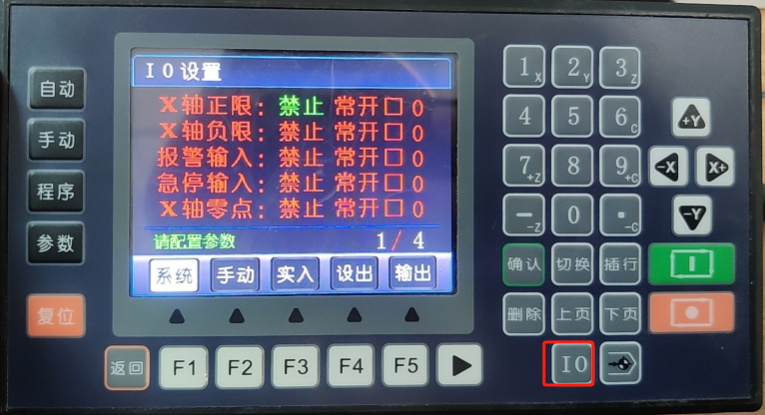 IO设置
X轴正限：禁止 常开口 0
X轴负限：禁止 常开口 0
报警输入：禁止 常开口 0
急停输入：禁止 常开口 0
X轴零点：禁止 常开口 0
请配置参数 1/ 4
系统 手动 实入 设出 输出
自动
手动
程序
参数
复位
返回 F1 F2 F3 F4 F5
1X 2Y 3Z
4 5 6C
7+Z 8 9+C
--Z 0 .-C
确认 切换 插行
删除 上页 下页
IO
+Y
-X X+
-Y